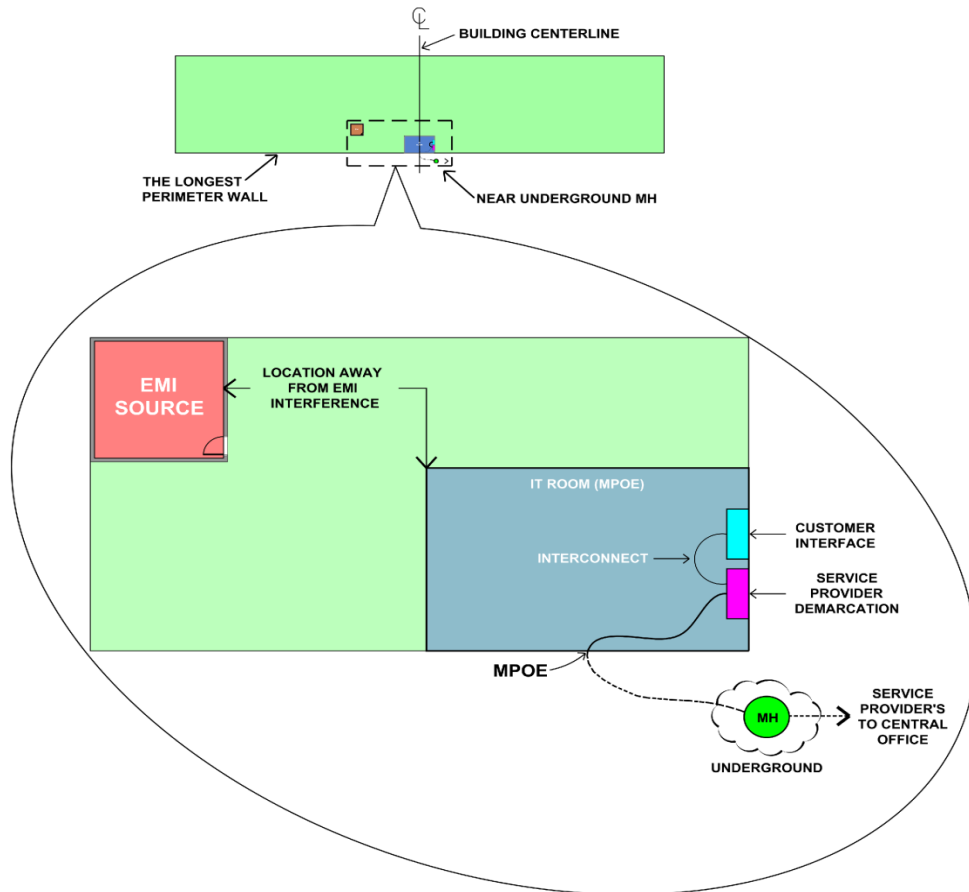 CL
BUILDING CENTERLINE
THE LONGEST
PERIMETER WALL
NEAR UNDERGROUND MH
EMI
SOURCE
LOCATION AWAY
FROM EMI
INTERFERENCE
IT ROOM (MPOE)
INTERCONNECT
CUSTOMER
INTERFACE
SERVICE
PROVIDER
DEMARCATION
MPOE
MH
UNDERGROUND
SERVICE
PROVIDER'S
TO CENTRAL
OFFICE